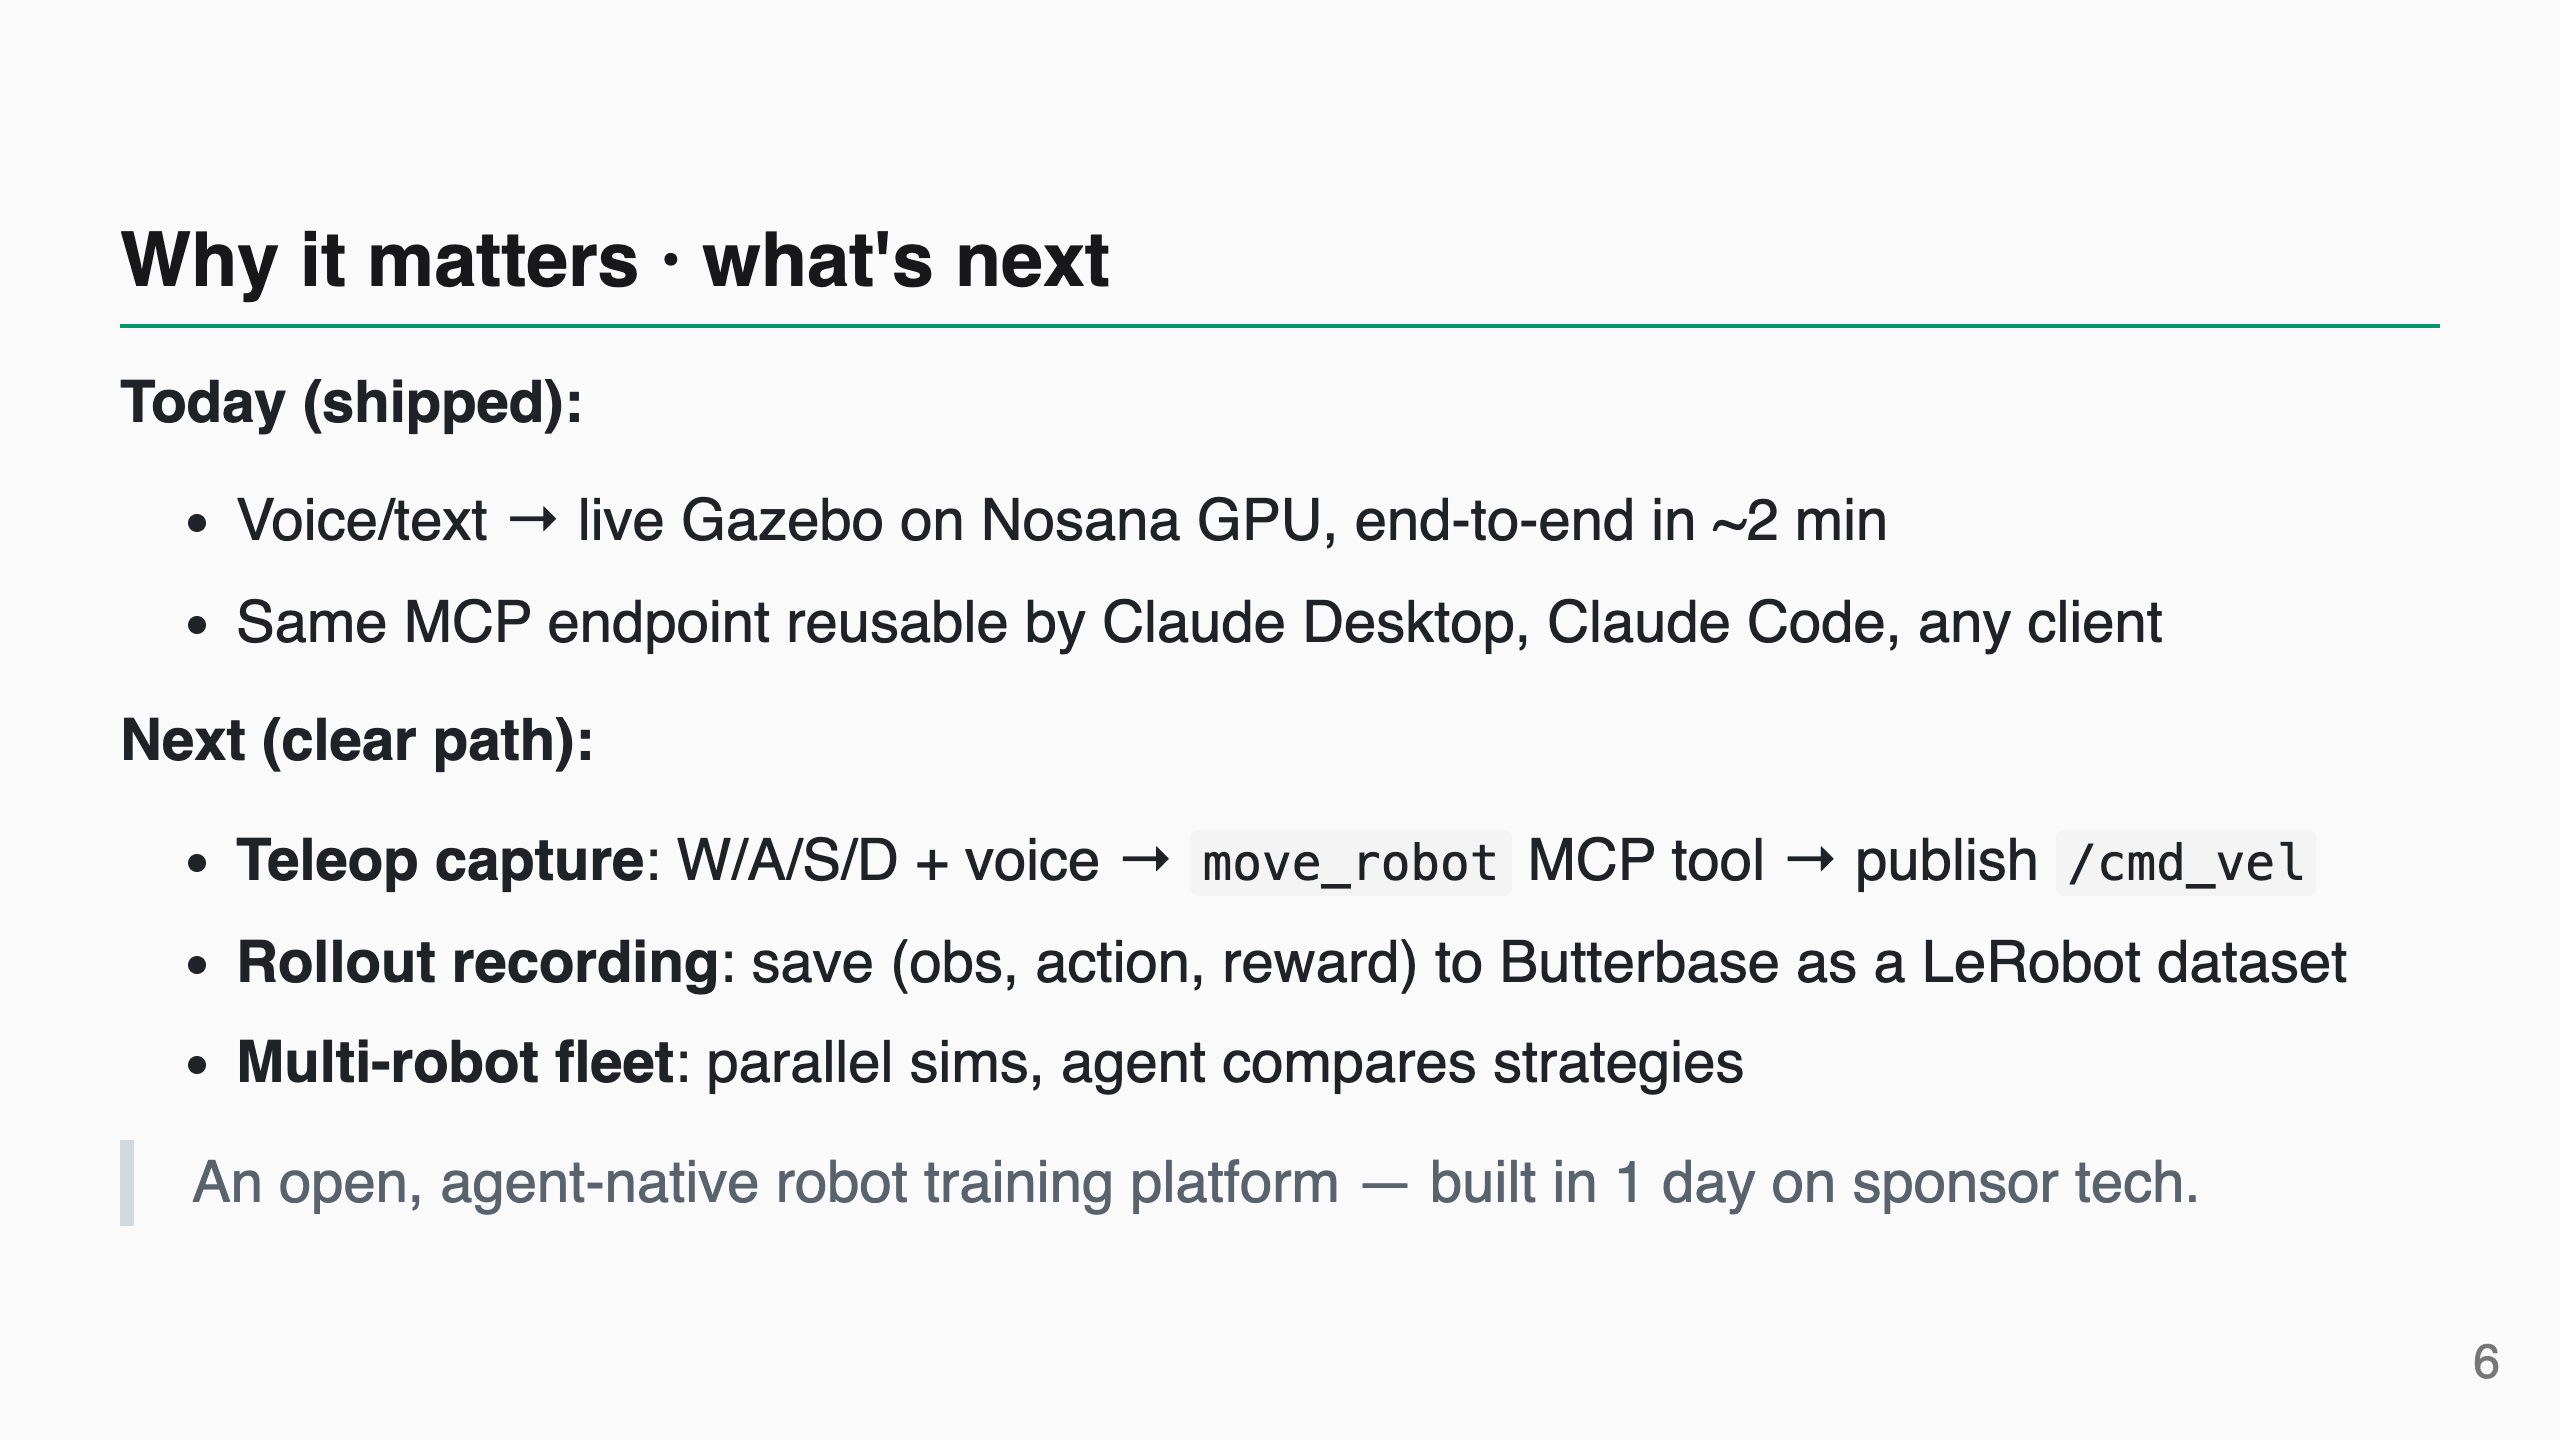 Why it matters · what's next
Today (shipped):
• Voice/text → live Gazebo on Nosana GPU, end-to-end in ~2 min
• Same MCP endpoint reusable by Claude Desktop, Claude Code, any client
Next (clear path):
• Teleop capture: W/A/S/D + voice → move_robot MCP tool → publish /cmd_vel
• Rollout recording: save (obs, action, reward) to Butterbase as a LeRobot dataset
• Multi-robot fleet: parallel sims, agent compares strategies
An open, agent-native robot training platform — built in 1 day on sponsor tech.
6